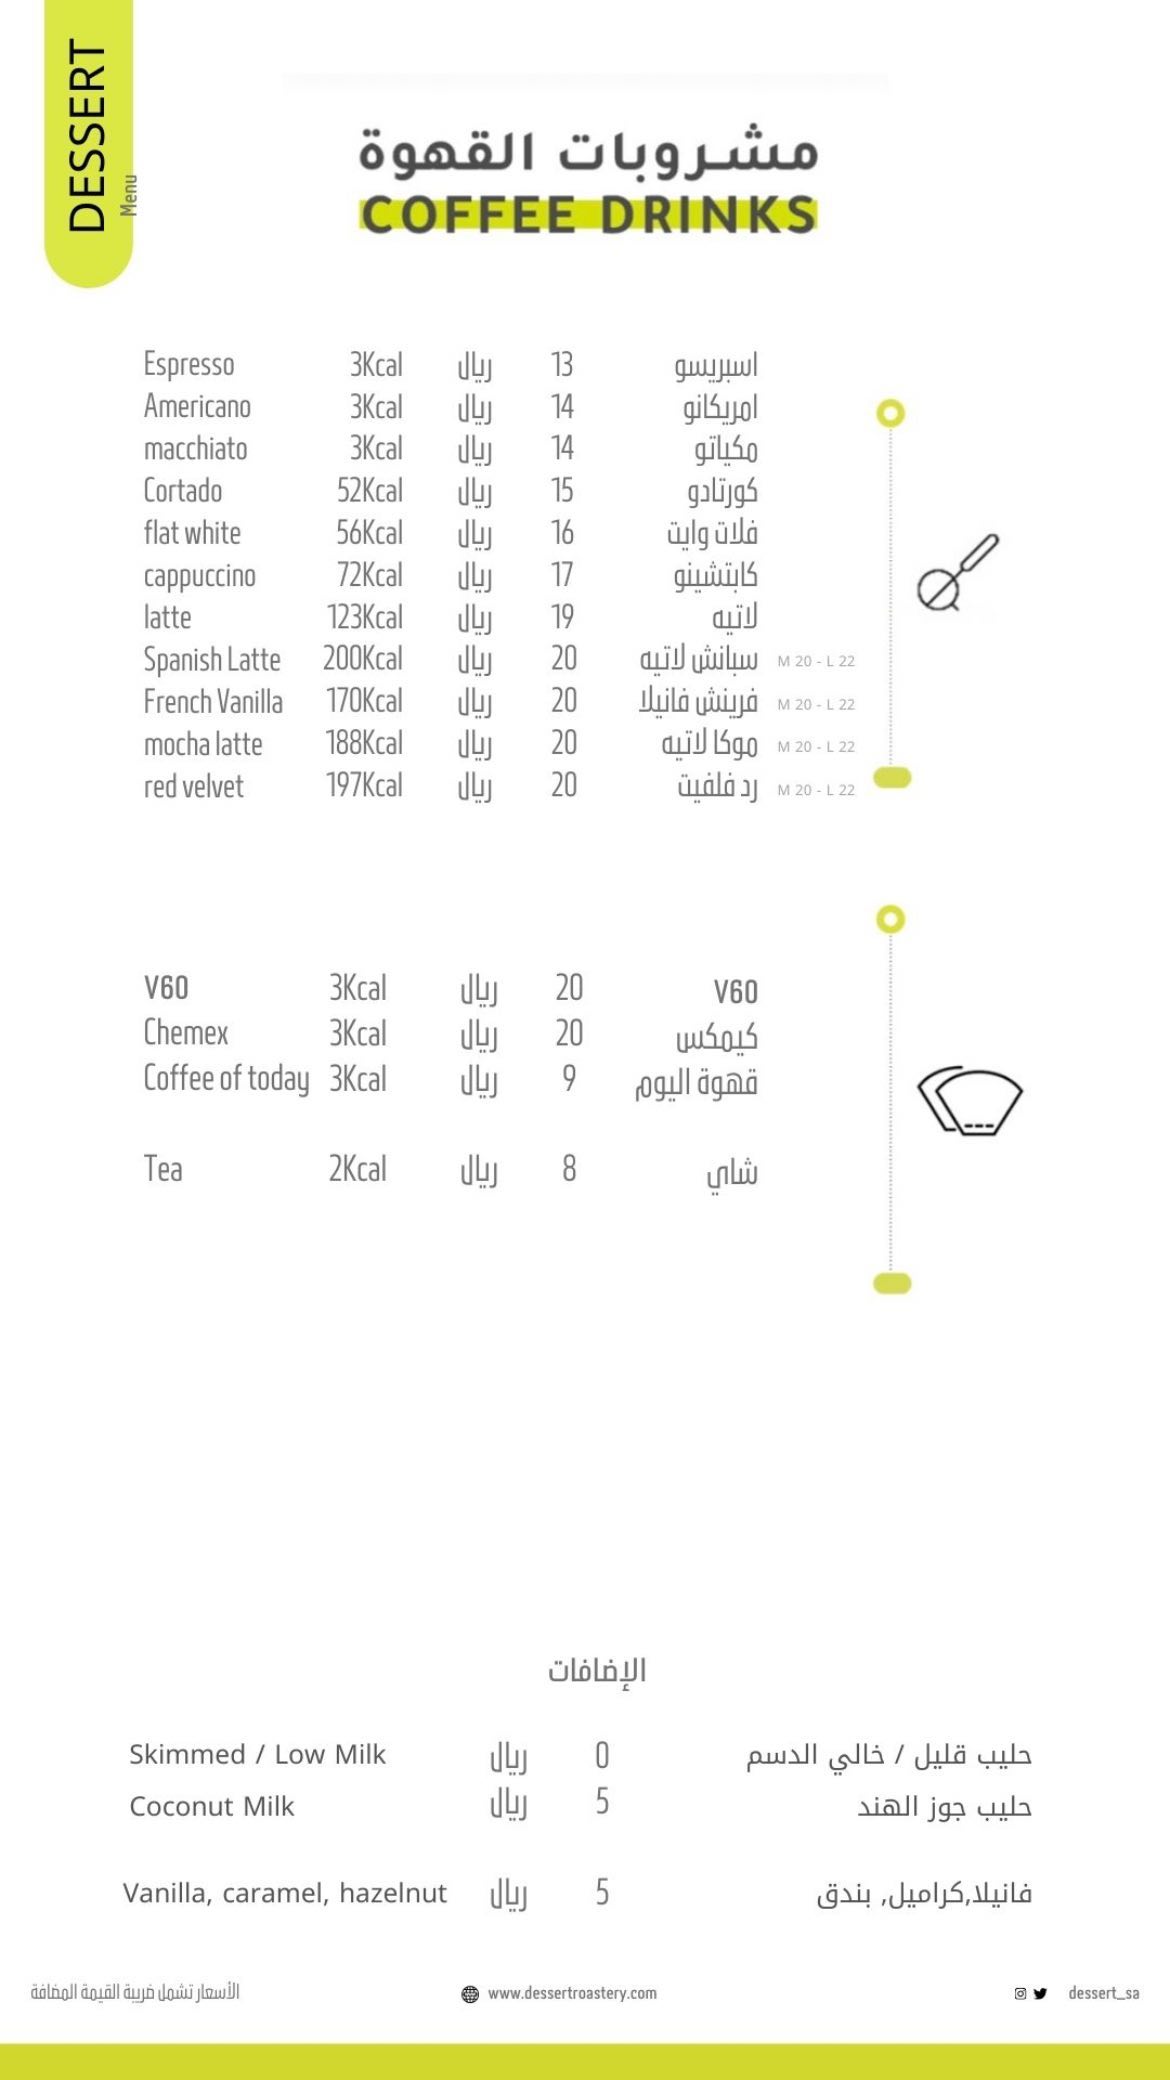 DESSERT
Menu
مشروبات القهوة
COFFEE DRINKS
Espresso 3Kcal ريال 13 اسبريسو
Americano 3Kcal ريال 14 امريكانو
macchiato 3Kcal ريال 14 مكياتو
Cortado 52Kcal ريال 15 كورتادو
flat white 56Kcal ريال 16 فلات وايت
cappuccino 72Kcal ريال 17 كابتشينو
latte 123Kcal ريال 19 لاتيه
Spanish Latte 200Kcal ريال 20 سبانش لاتيه M 20 - L 22
French Vanilla 170Kcal ريال 20 فرينش فانيلا M 20 - L 22
mocha latte 188Kcal ريال 20 موكا لاتيه M 20 - L 22
red velvet 197Kcal ريال 20 رد فلفيت M 20 - L 22
V60 3Kcal ريال 20 V60
Chemex 3Kcal ريال 20 كيمكس
Coffee of today 3Kcal ريال 9 قهوة اليوم
Tea 2Kcal ريال 8 شاي
الإضافات
Skimmed / Low Milk ريال 0 حليب قليل / خالي الدسم
Coconut Milk ريال 5 حليب جوز الهند
Vanilla, caramel, hazelnut ريال 5 فانيلا,كراميل, بندق
الأسعار تشمل ضريبة القيمة المضافة www.dessertroastery.com dessert_sa